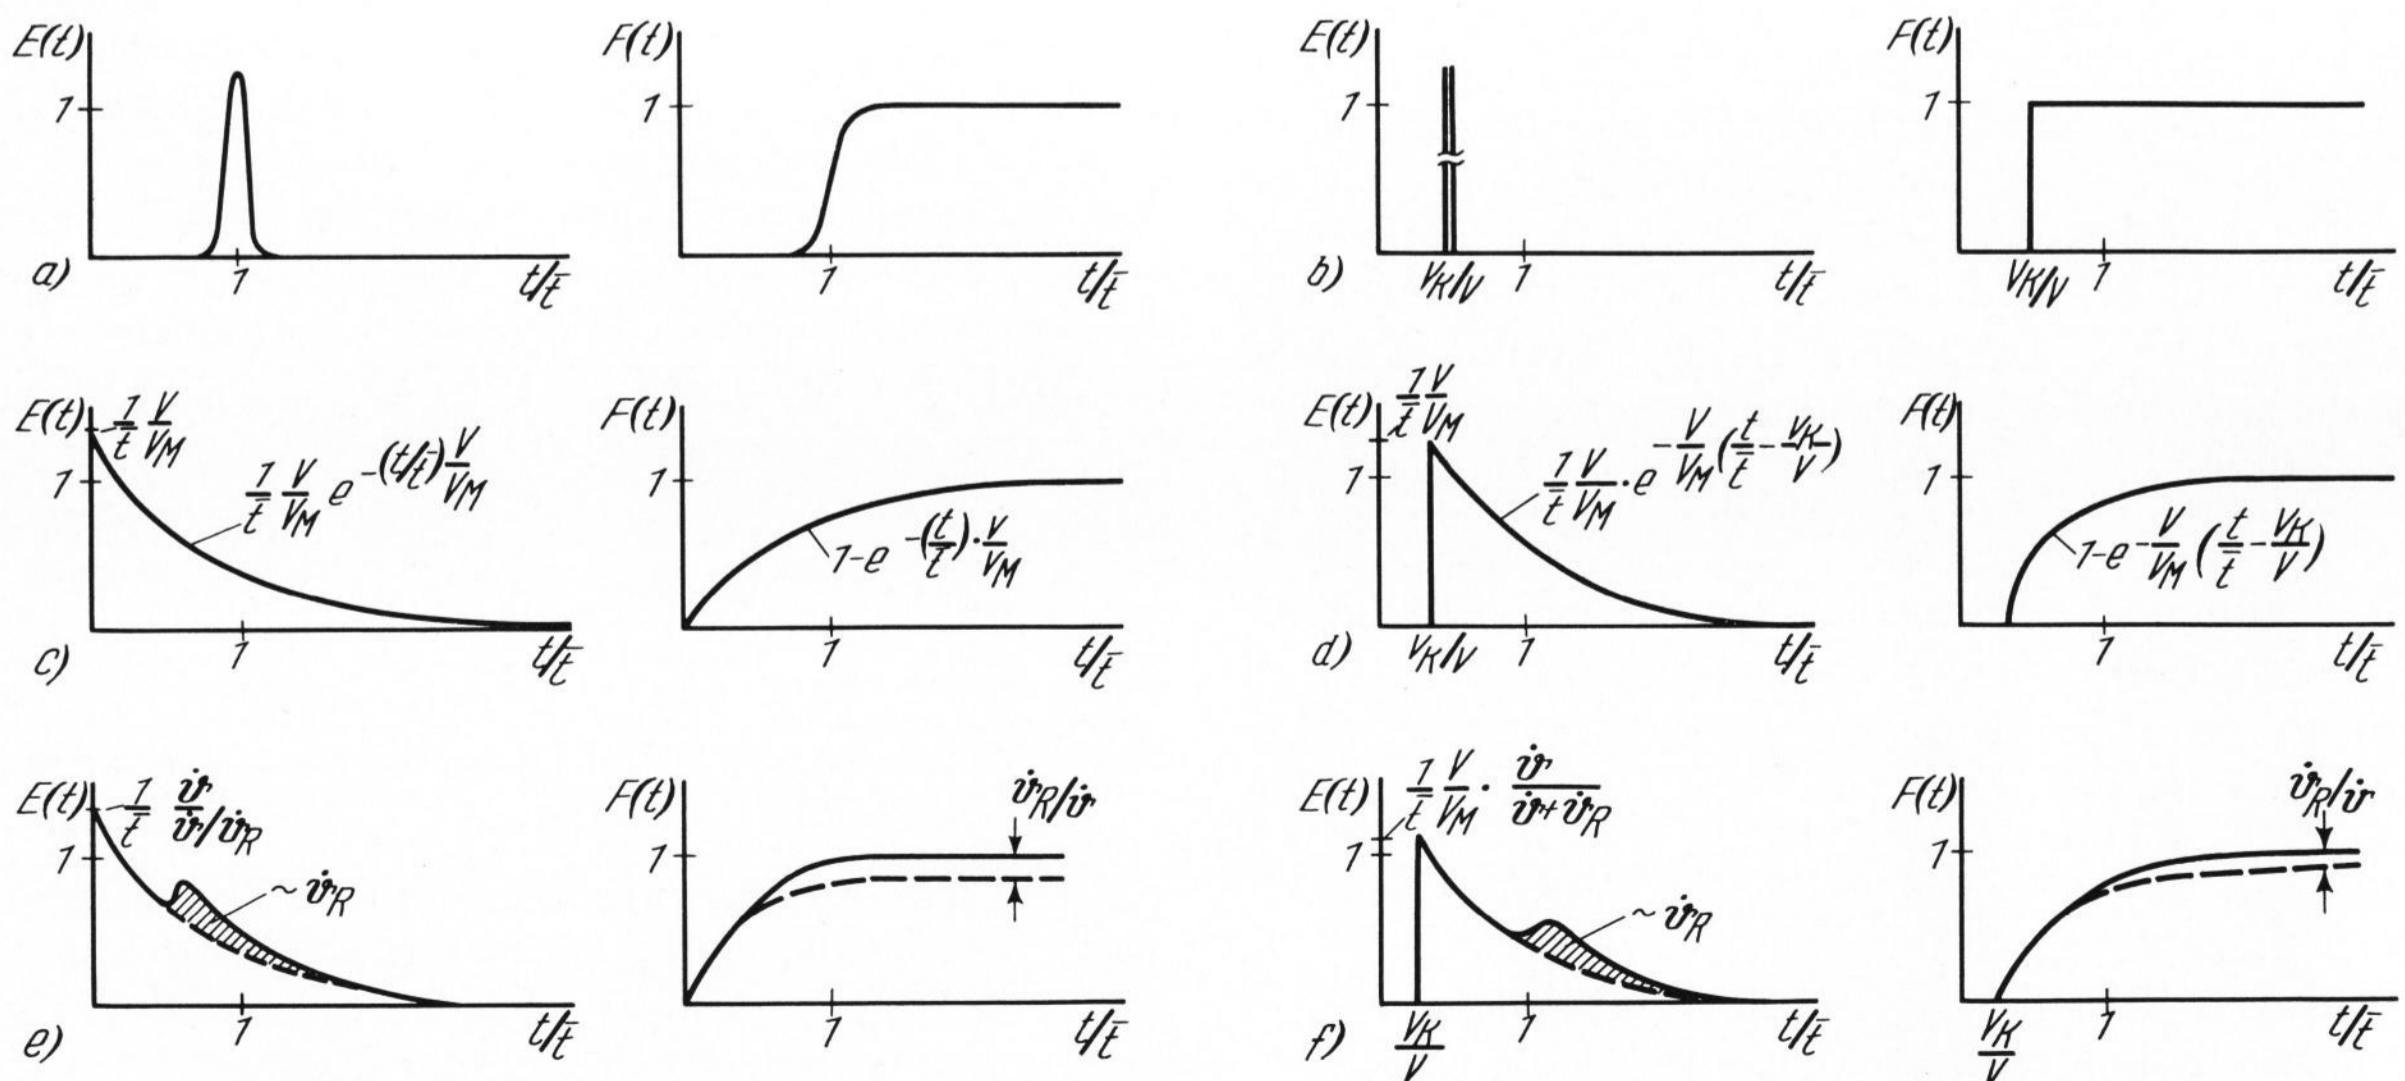 E(t)
1
1
t/t̄
a)
F(t)
1
1
t/t̄
E(t)
1
V_K/V
1
t/t̄
b)
F(t)
1
V_K/V
1
t/t̄
E(t)
1/t̄ V/V_M
1
1/t̄ V/V_M e^-(t/t̄) V/V_M
1
t/t̄
c)
F(t)
1
1-e^-(t/t̄)·V/V_M
1
t/t̄
E(t)
1/t̄ V/V_M
1
1/t̄ V/V_M · e^-V/V_M (t/t̄ - V_K/V)
V_K/V
1
t/t̄
d)
F(t)
1
1-e^-V/V_M (t/t̄ - V_K/V)
1
t/t̄
E(t)
1/t̄ v̇/v̇/v̇_R
1
~ v̇_R
1
t/t̄
e)
F(t)
1
v̇_R/v̇
1
t/t̄
E(t)
1/t̄ V/V_M · v̇/v̇+v̇_R
1
~ v̇_R
V_K/V
1
t/t̄
f)
F(t)
1
v̇_R/v̇
V_K/V
1
t/t̄